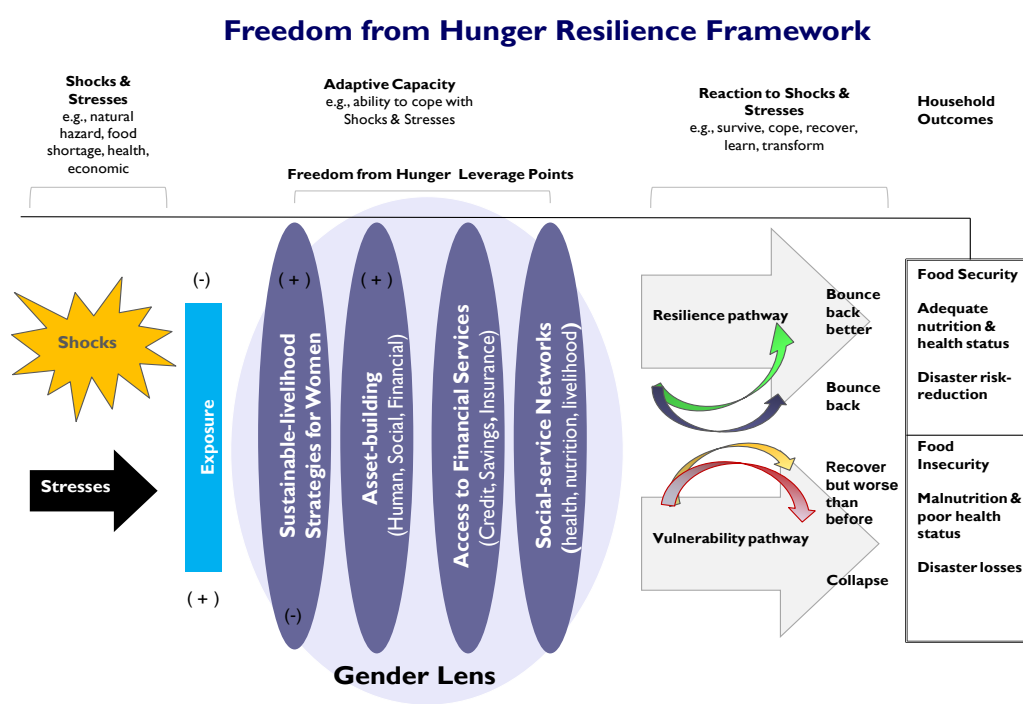 Freedom from Hunger Resilience Framework
Shocks &
Stresses
e.g., natural
hazard, food
shortage, health,
economic
Adaptive Capacity
e.g., ability to cope with
Shocks & Stresses
Freedom from Hunger Leverage Points
Reaction to Shocks &
Stresses
e.g., survive, cope, recover,
learn, transform
Household
Outcomes
Shocks
Stresses
(-)
Exposure
( + )
( + )
Sustainable-livelihood
Strategies for Women
(-)
( + )
Asset-building
(Human, Social, Financial)
Access to Financial Services
(Credit, Savings, Insurance)
Social-service Networks
(health, nutrition, livelihood)
Gender Lens
Resilience pathway
Bounce
back
better
Bounce
back
Recover
but worse
than
before
Vulnerability pathway
Collapse
Food Security
Adequate
nutrition &
health status
Disaster risk-
reduction
Food
Insecurity
Malnutrition &
poor health
status
Disaster losses